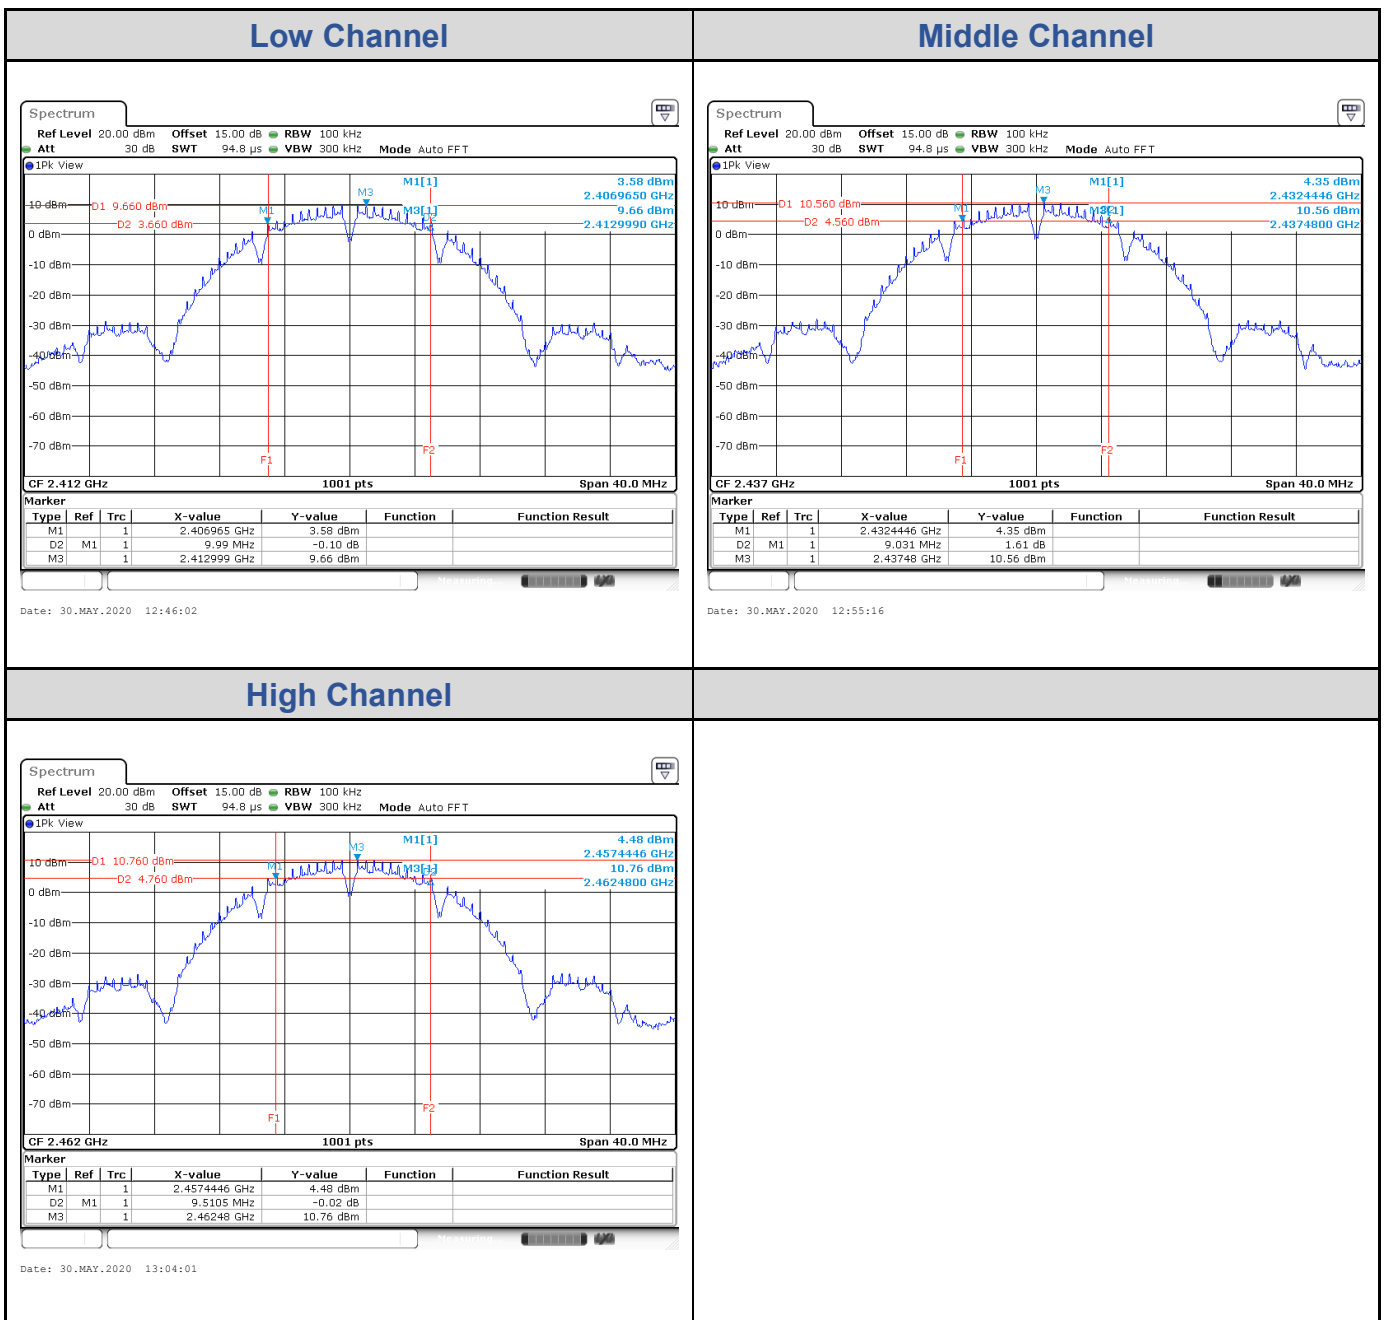 Low Channel
Middle Channel
Spectrum
Ref Level 20.00 dBm Offset 15.00 dB RBW 100 kHz
Att 30 dB SWT 94.8 µs VBW 300 kHz Mode Auto FFT
1Pk View
M1[1] 3.58 dBm
2.4069650 GHz
M3[1] 9.66 dBm
2.4129990 GHz
M3
M1
D1 9.660 dBm
D2 3.660 dBm
10 dBm
0 dBm
-10 dBm
-20 dBm
-30 dBm
-40 dBm
-50 dBm
-60 dBm
-70 dBm
F1
F2
CF 2.412 GHz 1001 pts Span 40.0 MHz
Marker
Type Ref Trc X-value Y-value Function Function Result
M1 1 2.406965 GHz 3.58 dBm
D2 M1 1 9.99 MHz -0.10 dB
M3 1 2.412999 GHz 9.66 dBm
Measuring...
Date: 30.MAY.2020 12:46:02
Spectrum
Ref Level 20.00 dBm Offset 15.00 dB RBW 100 kHz
Att 30 dB SWT 94.8 µs VBW 300 kHz Mode Auto FFT
1Pk View
M1[1] 4.35 dBm
2.4324446 GHz
10.56 dBm
2.4374800 GHz
M3
M1
D1 10.560 dBm
D2 4.560 dBm
10 dBm
0 dBm
-10 dBm
-20 dBm
-30 dBm
-40 dBm
-50 dBm
-60 dBm
-70 dBm
F1
F2
CF 2.437 GHz 1001 pts Span 40.0 MHz
Marker
Type Ref Trc X-value Y-value Function Function Result
M1 1 2.4324446 GHz 4.35 dBm
D2 M1 1 9.031 MHz 1.61 dB
M3 1 2.43748 GHz 10.56 dBm
Measuring...
Date: 30.MAY.2020 12:55:16
High Channel
Spectrum
Ref Level 20.00 dBm Offset 15.00 dB RBW 100 kHz
Att 30 dB SWT 94.8 µs VBW 300 kHz Mode Auto FFT
1Pk View
M1[1] 4.48 dBm
2.4574446 GHz
M3[1] 10.76 dBm
2.4624800 GHz
M3
M1
D1 10.760 dBm
D2 4.760 dBm
10 dBm
0 dBm
-10 dBm
-20 dBm
-30 dBm
-40 dBm
-50 dBm
-60 dBm
-70 dBm
F1
F2
CF 2.462 GHz 1001 pts Span 40.0 MHz
Marker
Type Ref Trc X-value Y-value Function Function Result
M1 1 2.4574446 GHz 4.48 dBm
D2 M1 1 9.5105 MHz -0.02 dB
M3 1 2.46248 GHz 10.76 dBm
Measuring...
Date: 30.MAY.2020 13:04:01